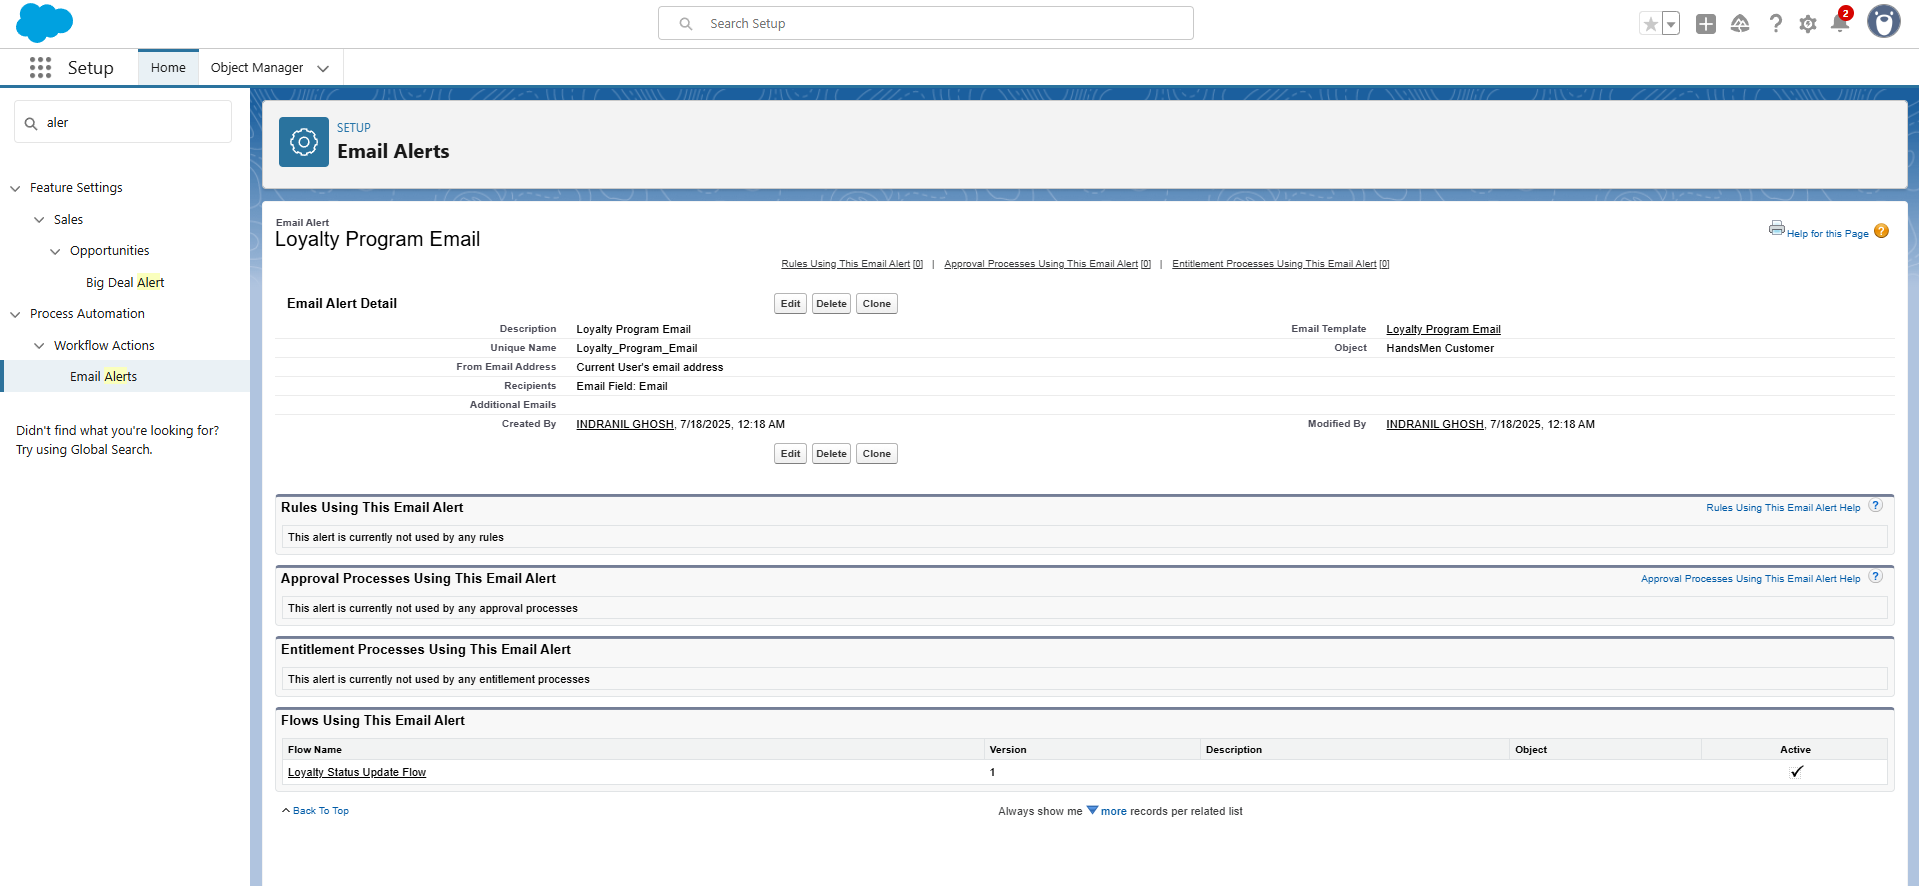 Search Setup
2
Setup
Home
Object Manager
aler
Feature Settings
Sales
Opportunities
Big Deal Alert
Process Automation
Workflow Actions
Email Alerts
Didn't find what you're looking for?
Try using Global Search.
SETUP
Email Alerts
Email Alert
Loyalty Program Email
Help for this Page ?
Rules Using This Email Alert [0] | Approval Processes Using This Email Alert [0] | Entitlement Processes Using This Email Alert [0]
Email Alert Detail Edit Delete Clone
Description Loyalty Program Email Email Template Loyalty Program Email
Unique Name Loyalty_Program_Email Object HandsMen Customer
From Email Address Current User's email address
Recipients Email Field: Email
Additional Emails
Created By INDRANIL GHOSH, 7/18/2025, 12:18 AM Modified By INDRANIL GHOSH, 7/18/2025, 12:18 AM
Edit Delete Clone
Rules Using This Email Alert Rules Using This Email Alert Help ?
This alert is currently not used by any rules
Approval Processes Using This Email Alert Approval Processes Using This Email Alert Help ?
This alert is currently not used by any approval processes
Entitlement Processes Using This Email Alert
This alert is currently not used by any entitlement processes
Flows Using This Email Alert
Flow Name Version Description Object Active
Loyalty Status Update Flow 1
Back To Top Always show me more records per related list